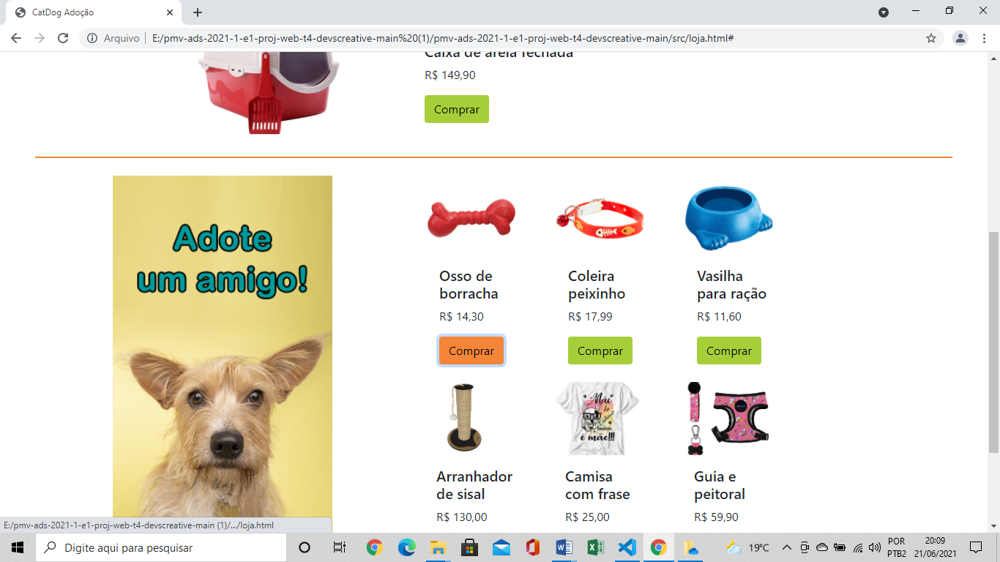 CatDog Adoção
Arquivo
E:/pmv-ads-2021-1-e1-proj-web-t4-devscreative-main%20(1)/pmv-ads-2021-1-e1-proj-web-t4-devscreative-main/src/loja.html#
Caixa de areia fechada
R$ 149,90
Comprar
Adote
um amigo!
Osso de
borracha
R$ 14,30
Comprar
Coleira
peixinho
R$ 17,99
Comprar
Vasilha
para ração
R$ 11,60
Comprar
Mãe
de
também
é mãe!!!
Arranhador
de sisal
R$ 130,00
Camisa
com frase
R$ 25,00
Guia e
peitoral
R$ 59,90
E:/pmv-ads-2021-1-e1-proj-web-t4-devscreative-main (1)/.../loja.html
Digite aqui para pesquisar
19°C
POR
PTB2
20:09
21/06/2021